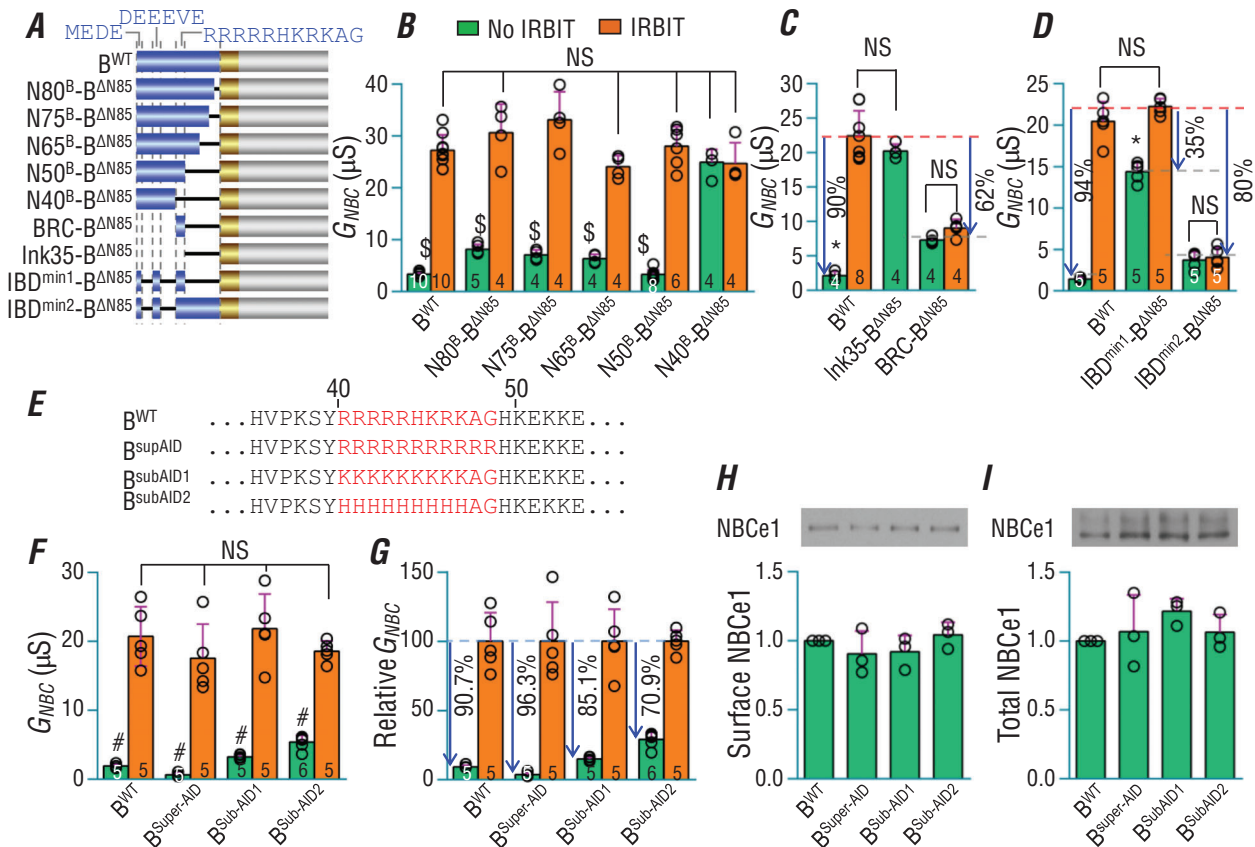 A
DEEEVE
MEDE RRRRRHKRKAG
B^WT
N80^B-B^ΔN85
N75^B-B^ΔN85
N65^B-B^ΔN85
N50^B-B^ΔN85
N40^B-B^ΔN85
BRC-B^ΔN85
Ink35-B^ΔN85
IBD^min1-B^ΔN85
IBD^min2-B^ΔN85
B No IRBIT IRBIT
NS
G_NBC (µS)
40
30
20
10
0
$ $ $ $ $
10 10 5 4 4 4 4 4 8 6 4 4
B^WT
N80^B-B^ΔN85
N75^B-B^ΔN85
N65^B-B^ΔN85
N50^B-B^ΔN85
N40^B-B^ΔN85
C
NS
G_NBC (µS)
30
25
20
15
10
5
0
90%
*
NS
62%
4 8 4 4 4
B^WT
Ink35-B^ΔN85
BRC-B^ΔN85
D
NS
G_NBC (µS)
25
20
15
10
5
0
94%
*
35%
NS
80%
5 5 5 5 5 5
B^WT
IBD^min1-B^ΔN85
IBD^min2-B^ΔN85
E
40 50
B^WT ...HVPKSYRRRRRHKRKAGHKEKKE...
B^supAID ...HVPKSYRRRRRRRRRRRHKEKKE...
B^subAID1 ...HVPKSYKKKKKKKKKAGHKEKKE...
B^subAID2 ...HVPKSYHHHHHHHHHAGHKEKKE...
F
NS
G_NBC (µS)
30
20
10
0
# # # #
5 5 5 5 5 5 6 5
B^WT
B^Super-AID
B^Sub-AID1
B^Sub-AID2
G
Relative G_NBC
150
100
50
0
90.7% 96.3% 85.1% 70.9%
5 5 5 5 5 5 6 5
B^WT
B^Super-AID
B^Sub-AID1
B^Sub-AID2
H
NBCe1
Surface NBCe1
1.5
1.0
0.5
0.0
B^WT
B^Super-AID
B^Sub-AID1
B^Sub-AID2
I
NBCe1
Total NBCe1
1.5
1.0
0.5
0.0
B^WT
B^super-AID
B^SubAID1
B^SubAID2